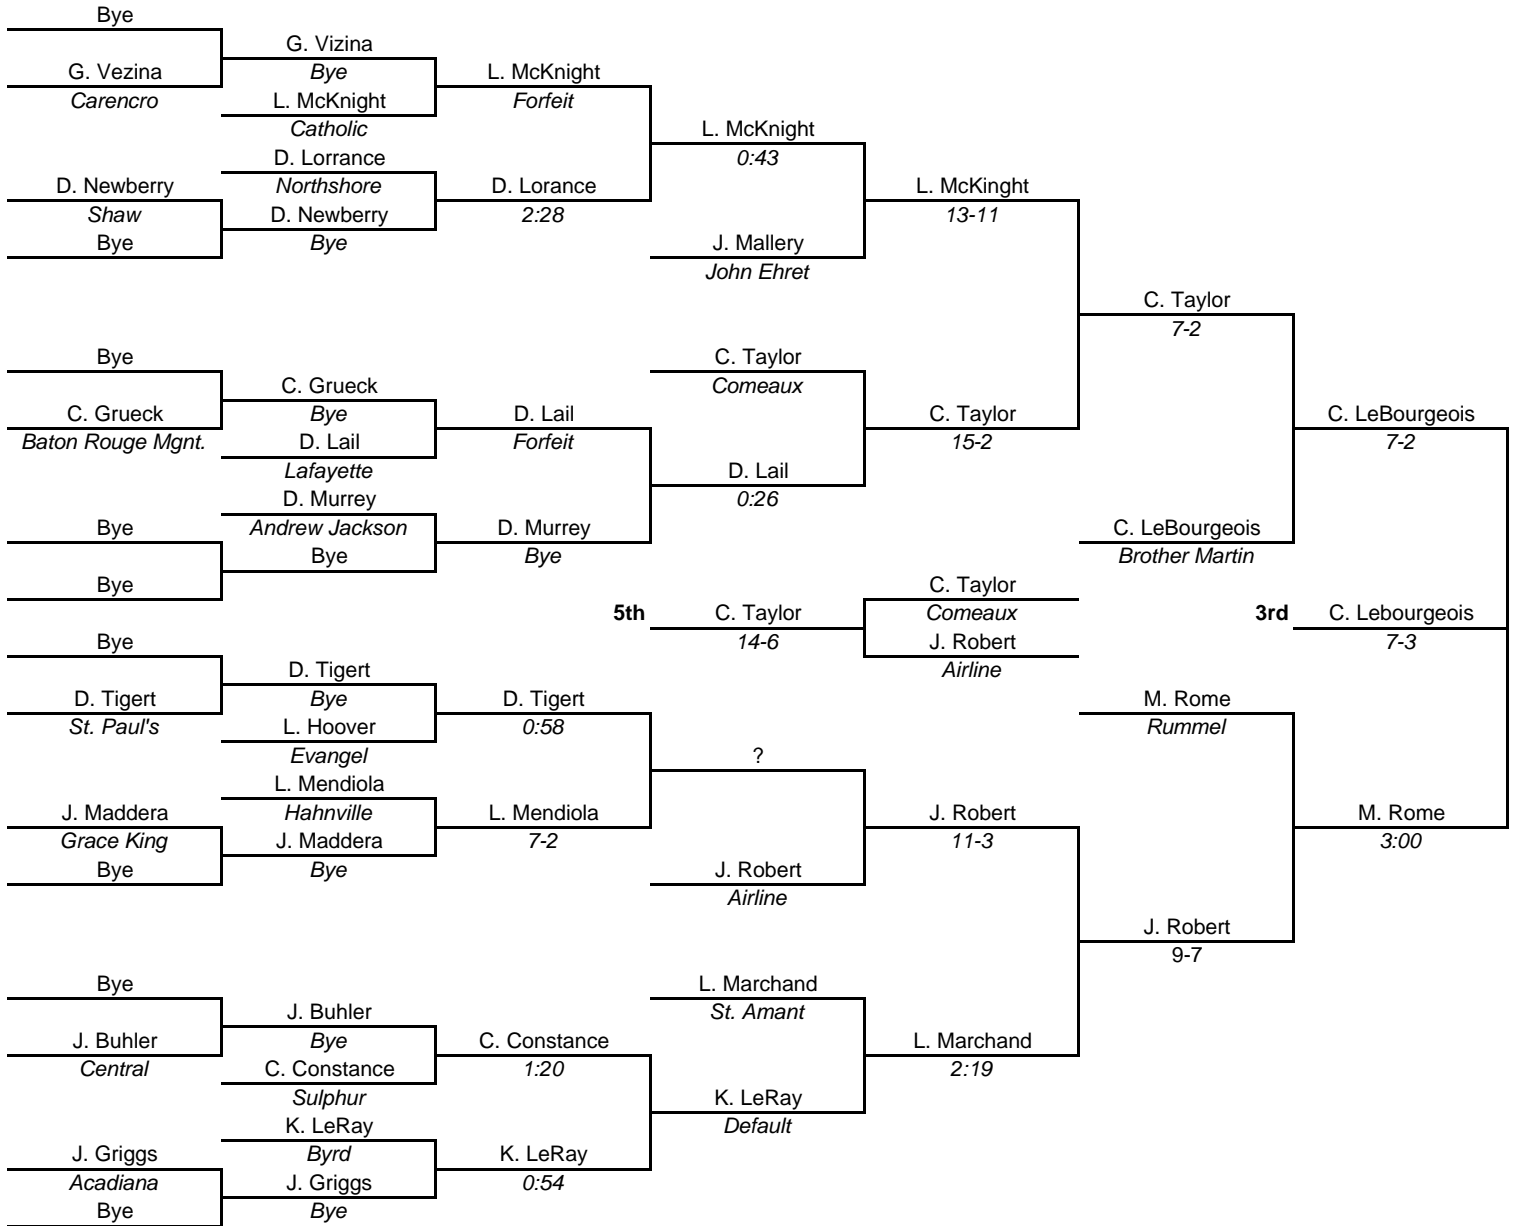 Bye
G. Vizina
G. Vezina
Bye
L. McKnight
Carencro
L. McKnight
Forfeit
Catholic
L. McKnight
D. Lorrance
0:43
D. Newberry
Northshore
D. Lorance
L. McKinght
Shaw
D. Newberry
2:28
13-11
Bye
Bye
J. Mallery
John Ehret
C. Taylor
7-2
Bye
C. Taylor
C. Grueck
Comeaux
C. Grueck
Bye
D. Lail
C. Taylor
C. LeBourgeois
Baton Rouge Mgnt.
D. Lail
Forfeit
15-2
7-2
Lafayette
D. Lail
D. Murrey
0:26
Bye
Andrew Jackson
D. Murrey
C. LeBourgeois
Bye
Bye
Brother Martin
Bye
C. Taylor
5th
C. Taylor
Comeaux
3rd
C. Lebourgeois
Bye
14-6
J. Robert
7-3
D. Tigert
Airline
D. Tigert
Bye
D. Tigert
M. Rome
St. Paul's
L. Hoover
0:58
Rummel
Evangel
?
L. Mendiola
J. Maddera
Hahnville
L. Mendiola
J. Robert
M. Rome
Grace King
J. Maddera
7-2
11-3
3:00
Bye
Bye
J. Robert
Airline
J. Robert
9-7
Bye
L. Marchand
J. Buhler
St. Amant
J. Buhler
Bye
C. Constance
L. Marchand
Central
C. Constance
1:20
2:19
Sulphur
K. LeRay
K. LeRay
Default
J. Griggs
Byrd
K. LeRay
Acadiana
J. Griggs
0:54
Bye
Bye